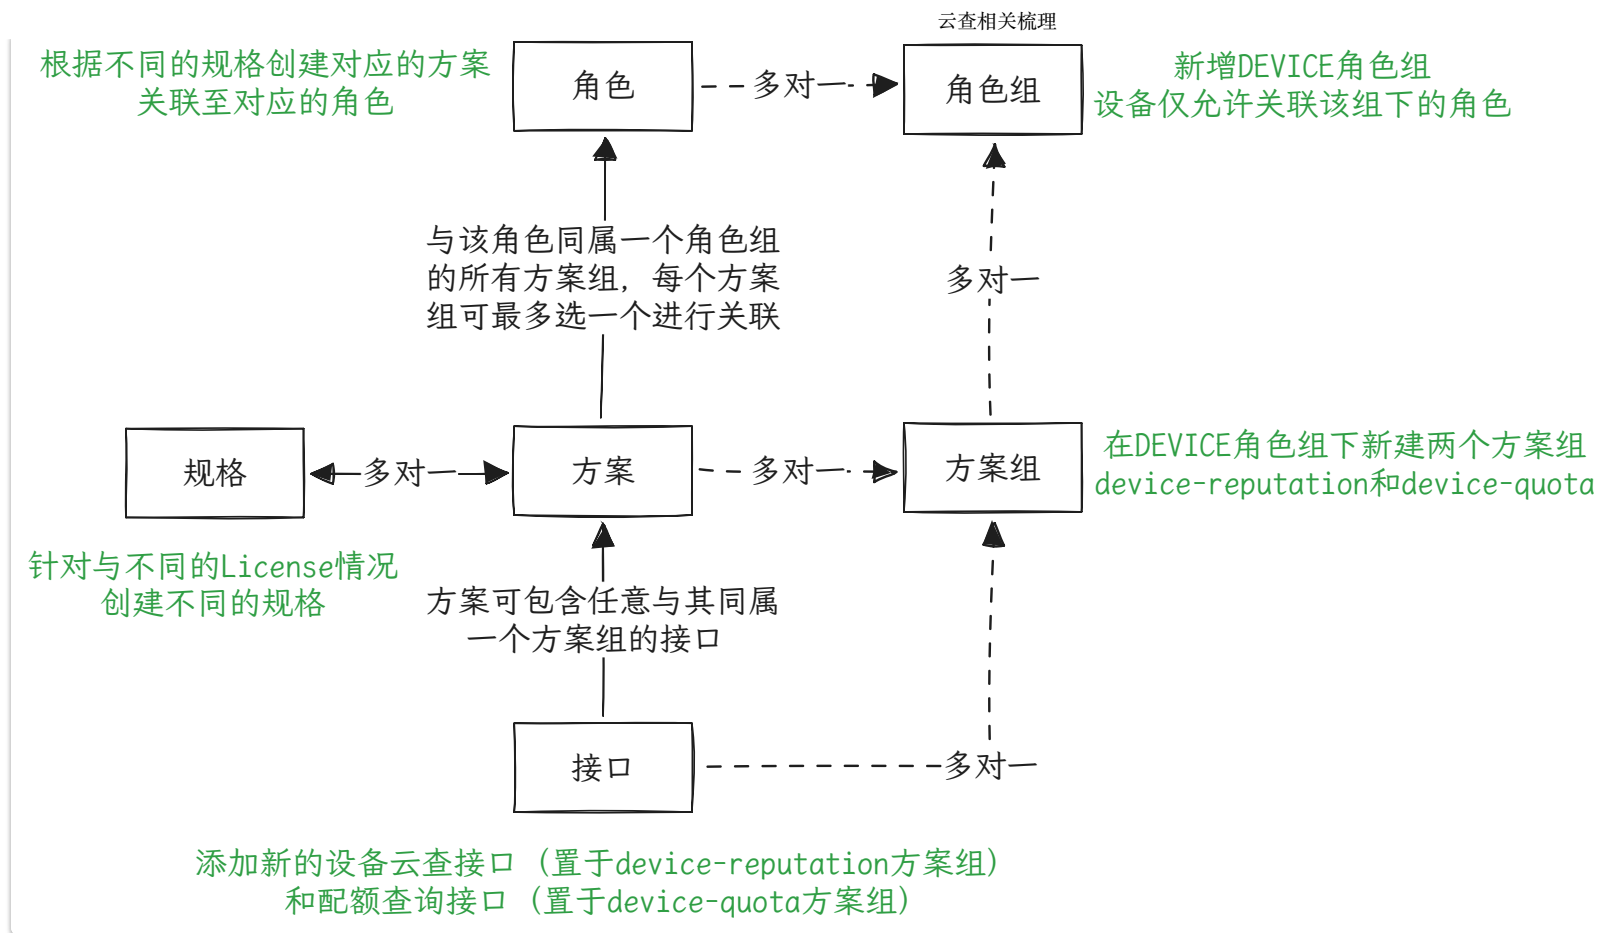 云查相关梳理
根据不同的规格创建对应的方案
关联至对应的角色
角色
多对一
角色组
新增DEVICE角色组
设备仅允许关联该组下的角色
与该角色同属一个角色组
的所有方案组，每个方案
组可最多选一个进行关联
多对一
规格
多对一
方案
多对一
方案组
在DEVICE角色组下新建两个方案组
device-reputation和device-quota
针对与不同的License情况
创建不同的规格
方案可包含任意与其同属
一个方案组的接口
接口
多对一
添加新的设备云查接口（置于device-reputation方案组）
和配额查询接口（置于device-quota方案组）